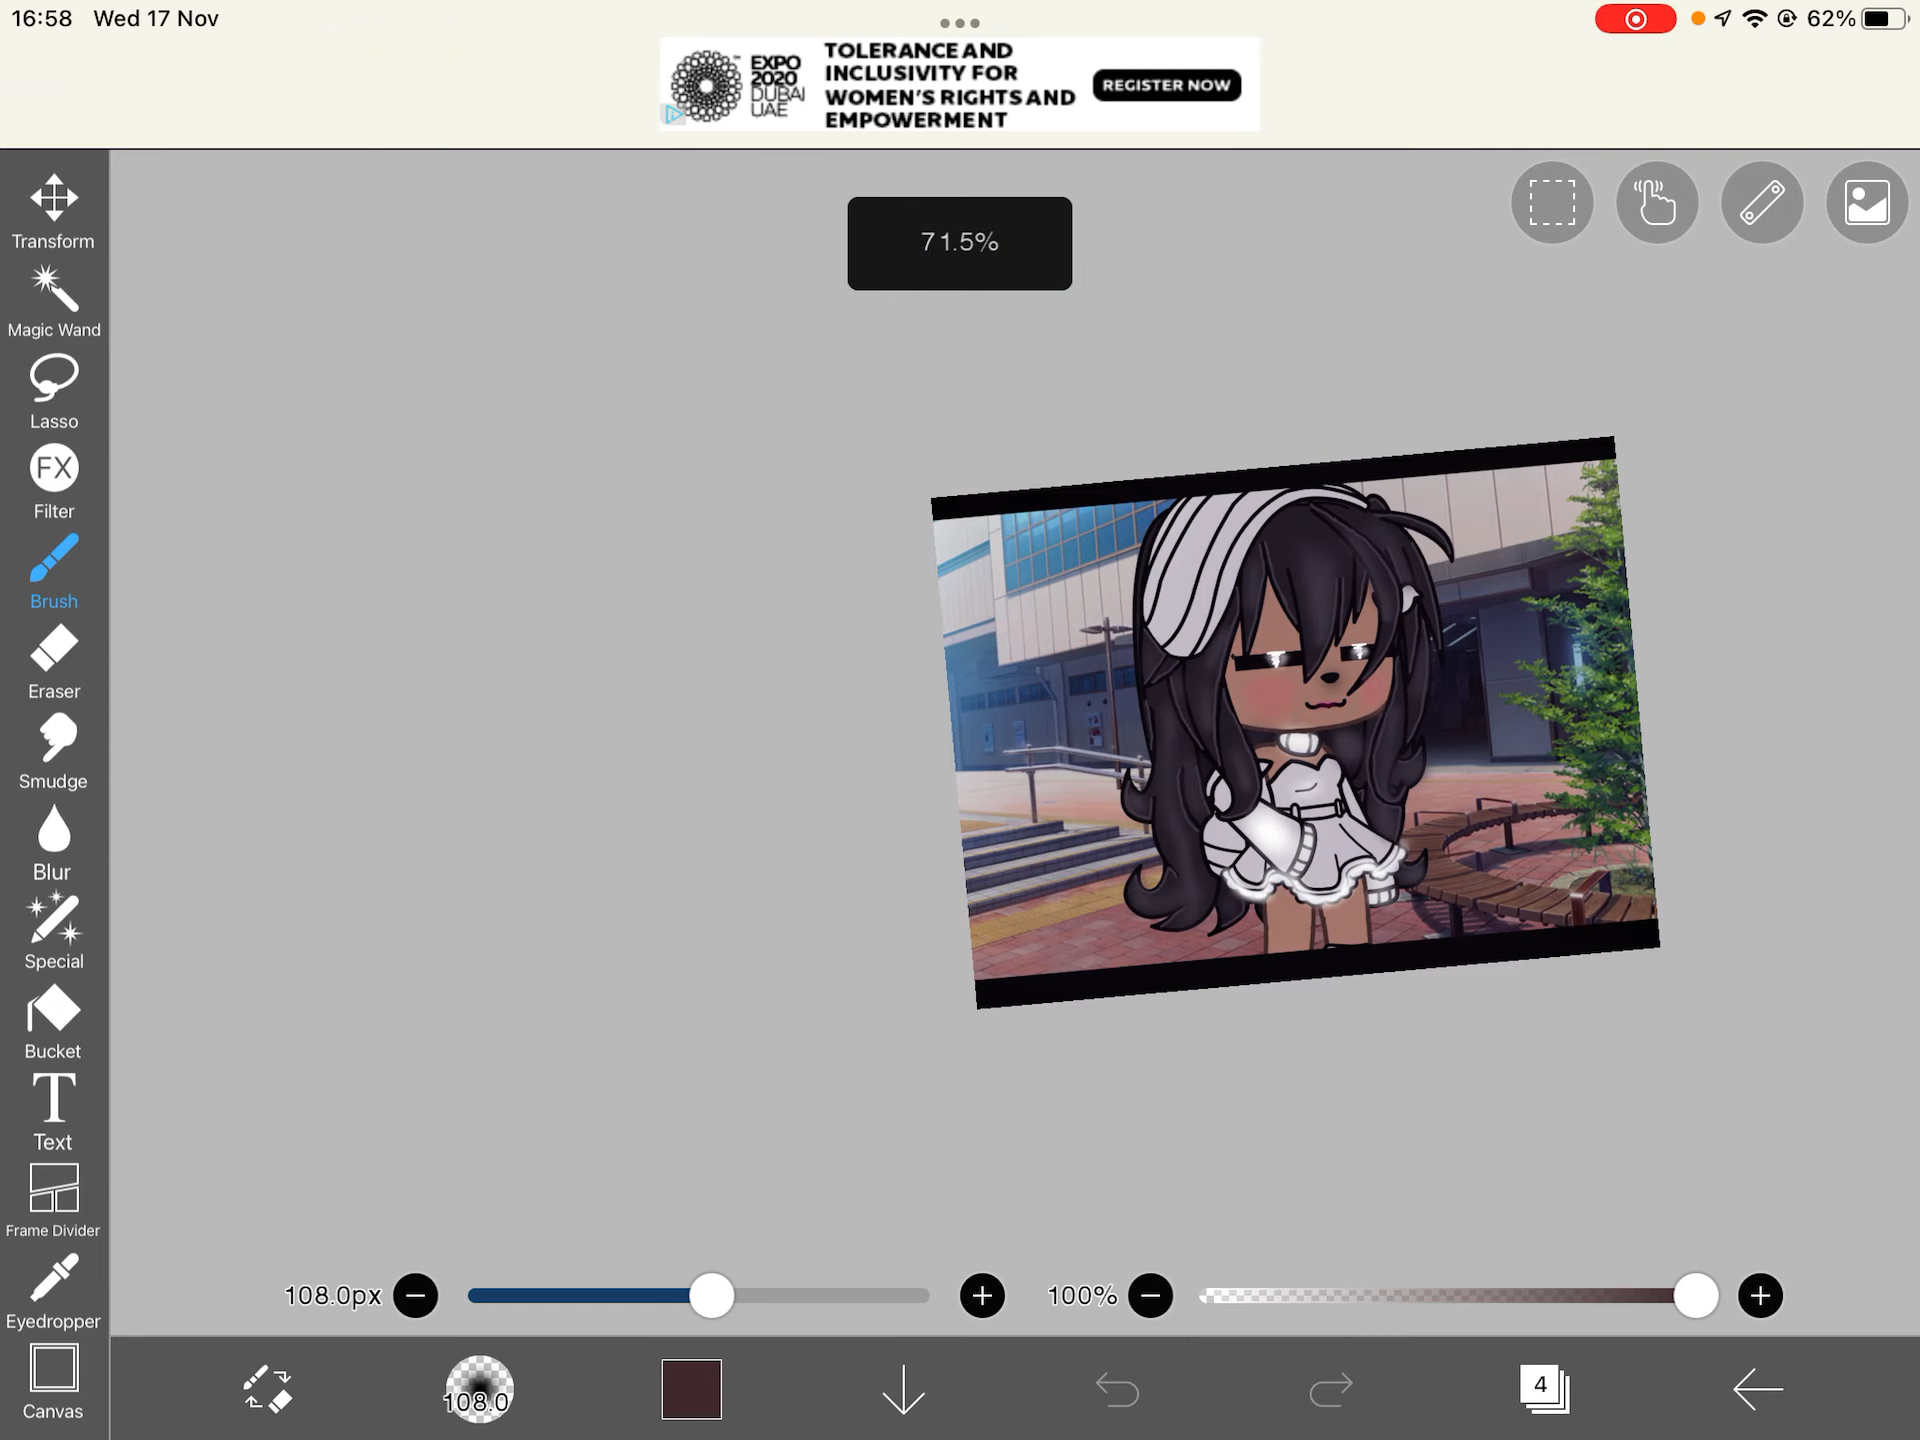 16:58 Wed 17 Nov
62%
EXPO
2020
DUBAI
UAE
TOLERANCE AND
INCLUSIVITY FOR
WOMEN'S RIGHTS AND
EMPOWERMENT
REGISTER NOW
71.5%
Transform
Magic Wand
Lasso
FX
Filter
Brush
Eraser
Smudge
Blur
Special
Bucket
T
Text
Frame Divider
Eyedropper
Canvas
108.0px
100%
108.0
4